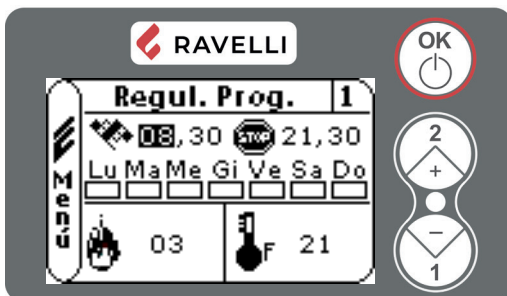 RAVELLI
OK
Regul. Prog. 1
08,30 STOP 21,30
Lu Ma Me Gi Ve Sa Do
Menú
03 F 21
2
+
−
1